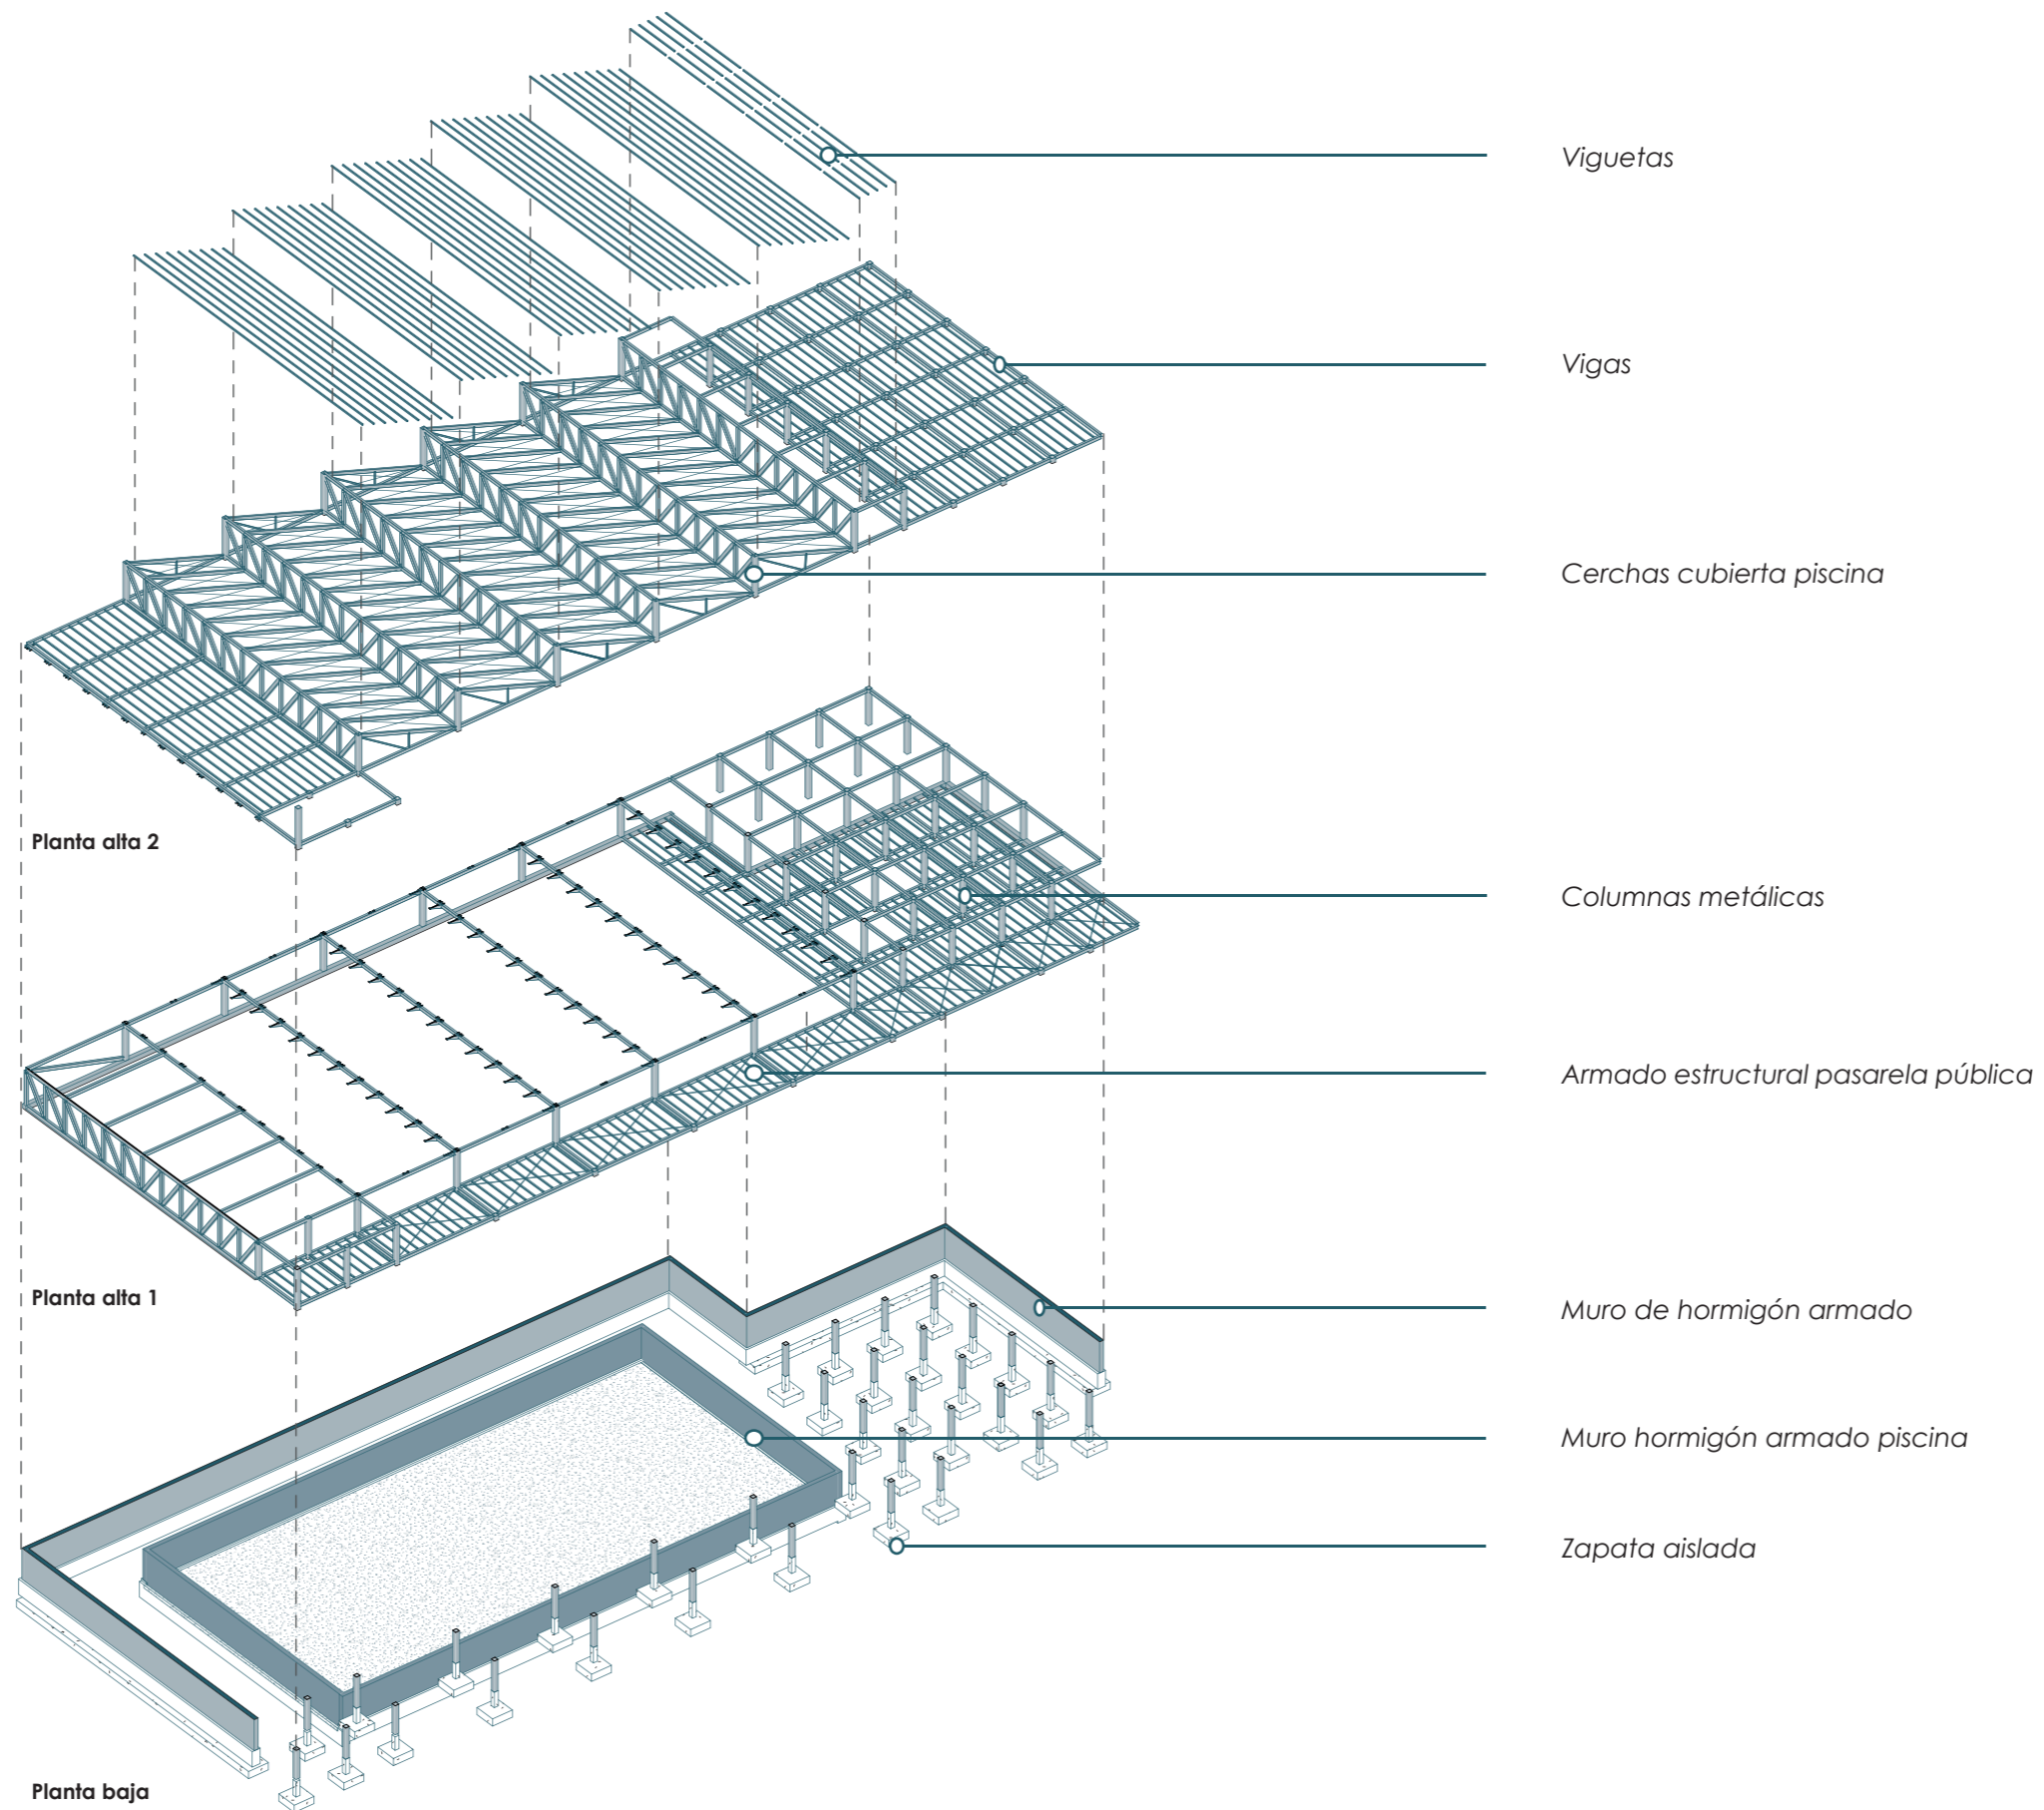 Viguetas
Vigas
Cerchas cubierta piscina
Planta alta 2
Columnas metálicas
Armado estructural pasarela pública
Planta alta 1
Muro de hormigón armado
Muro hormigón armado piscina
Zapata aislada
Planta baja